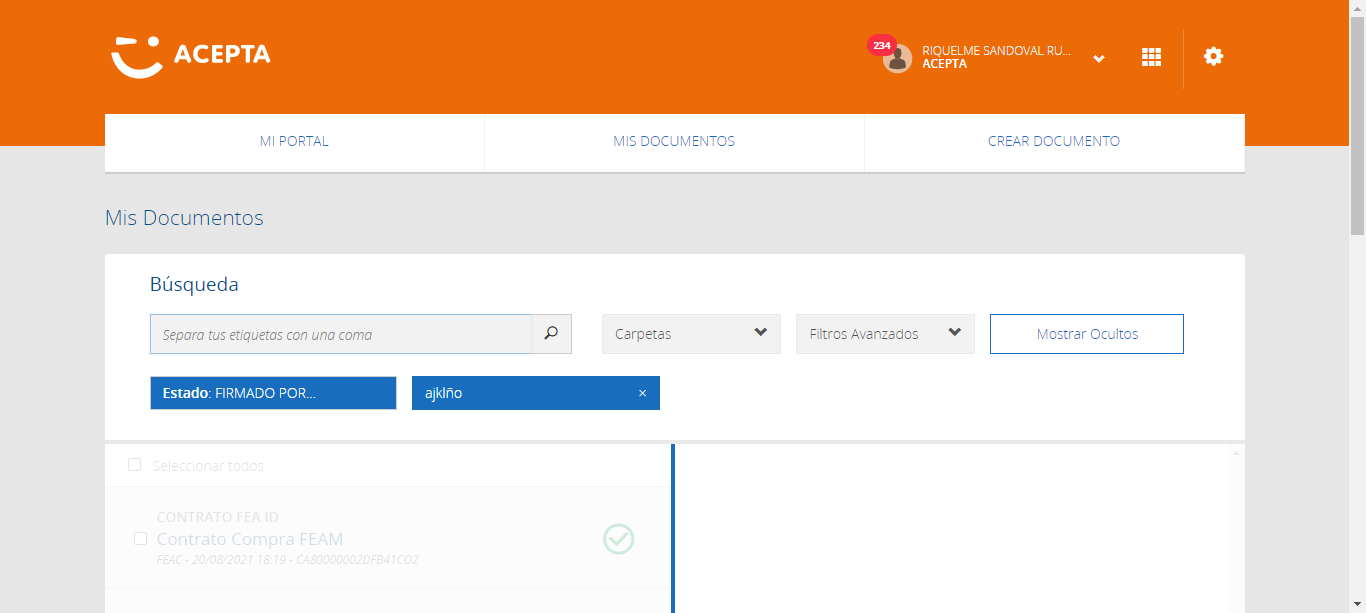 ACEPTA
234
RIQUELME SANDOVAL RU...
ACEPTA
MI PORTAL
MIS DOCUMENTOS
CREAR DOCUMENTO
Mis Documentos
Búsqueda
Separa tus etiquetas con una coma
Carpetas
Filtros Avanzados
Mostrar Ocultos
Estado: FIRMADO POR...
ajklño ×
Seleccionar todos
CONTRATO FEA ID
Contrato Compra FEAM
FEAC - 20/08/2021 18:19 - CA80000002DFB41CO2